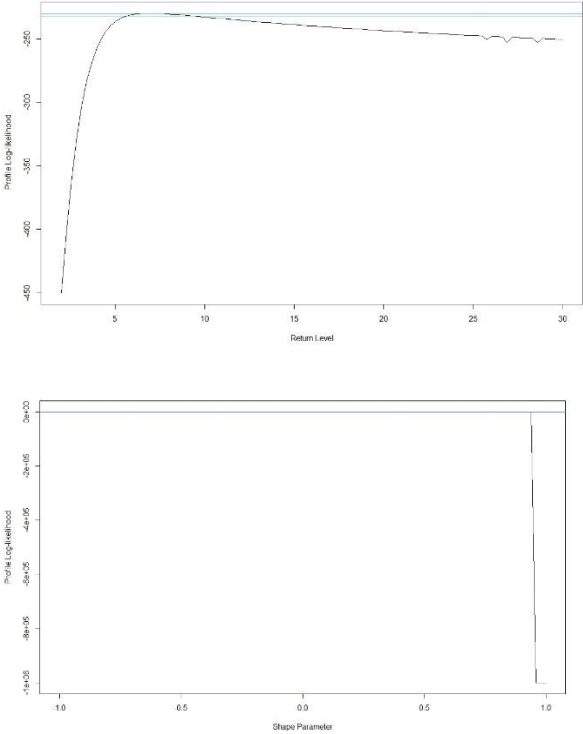 -250
-300
-350
-400
-450
Profile Log-likelihood
5
10
15
20
25
30
Return Level
0e+00
-2e+05
-4e+05
-6e+05
-8e+05
-1e+06
Profile Log-likelihood
-1.0
-0.5
0.0
0.5
1.0
Shape Parameter